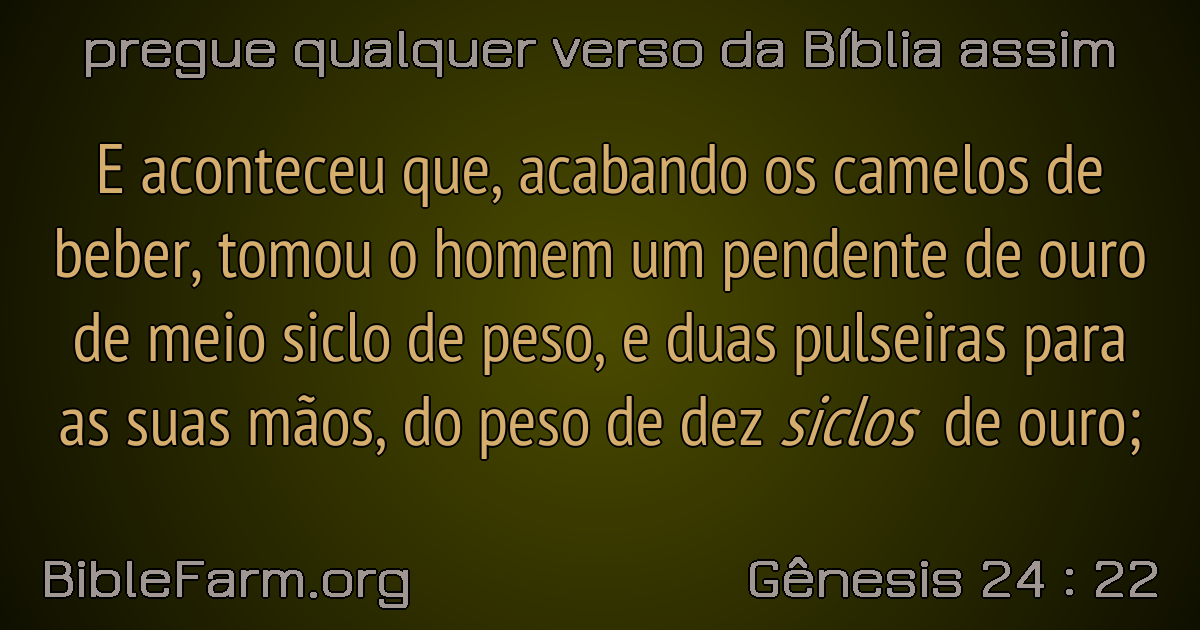 pregue qualquer verso da Bíblia assim
E aconteceu que, acabando os camelos de
beber, tomou o homem um pendente de ouro
de meio siclo de peso, e duas pulseiras para
as suas mãos, do peso de dez siclos de ouro;
BibleFarm.org
Gênesis 24 : 22